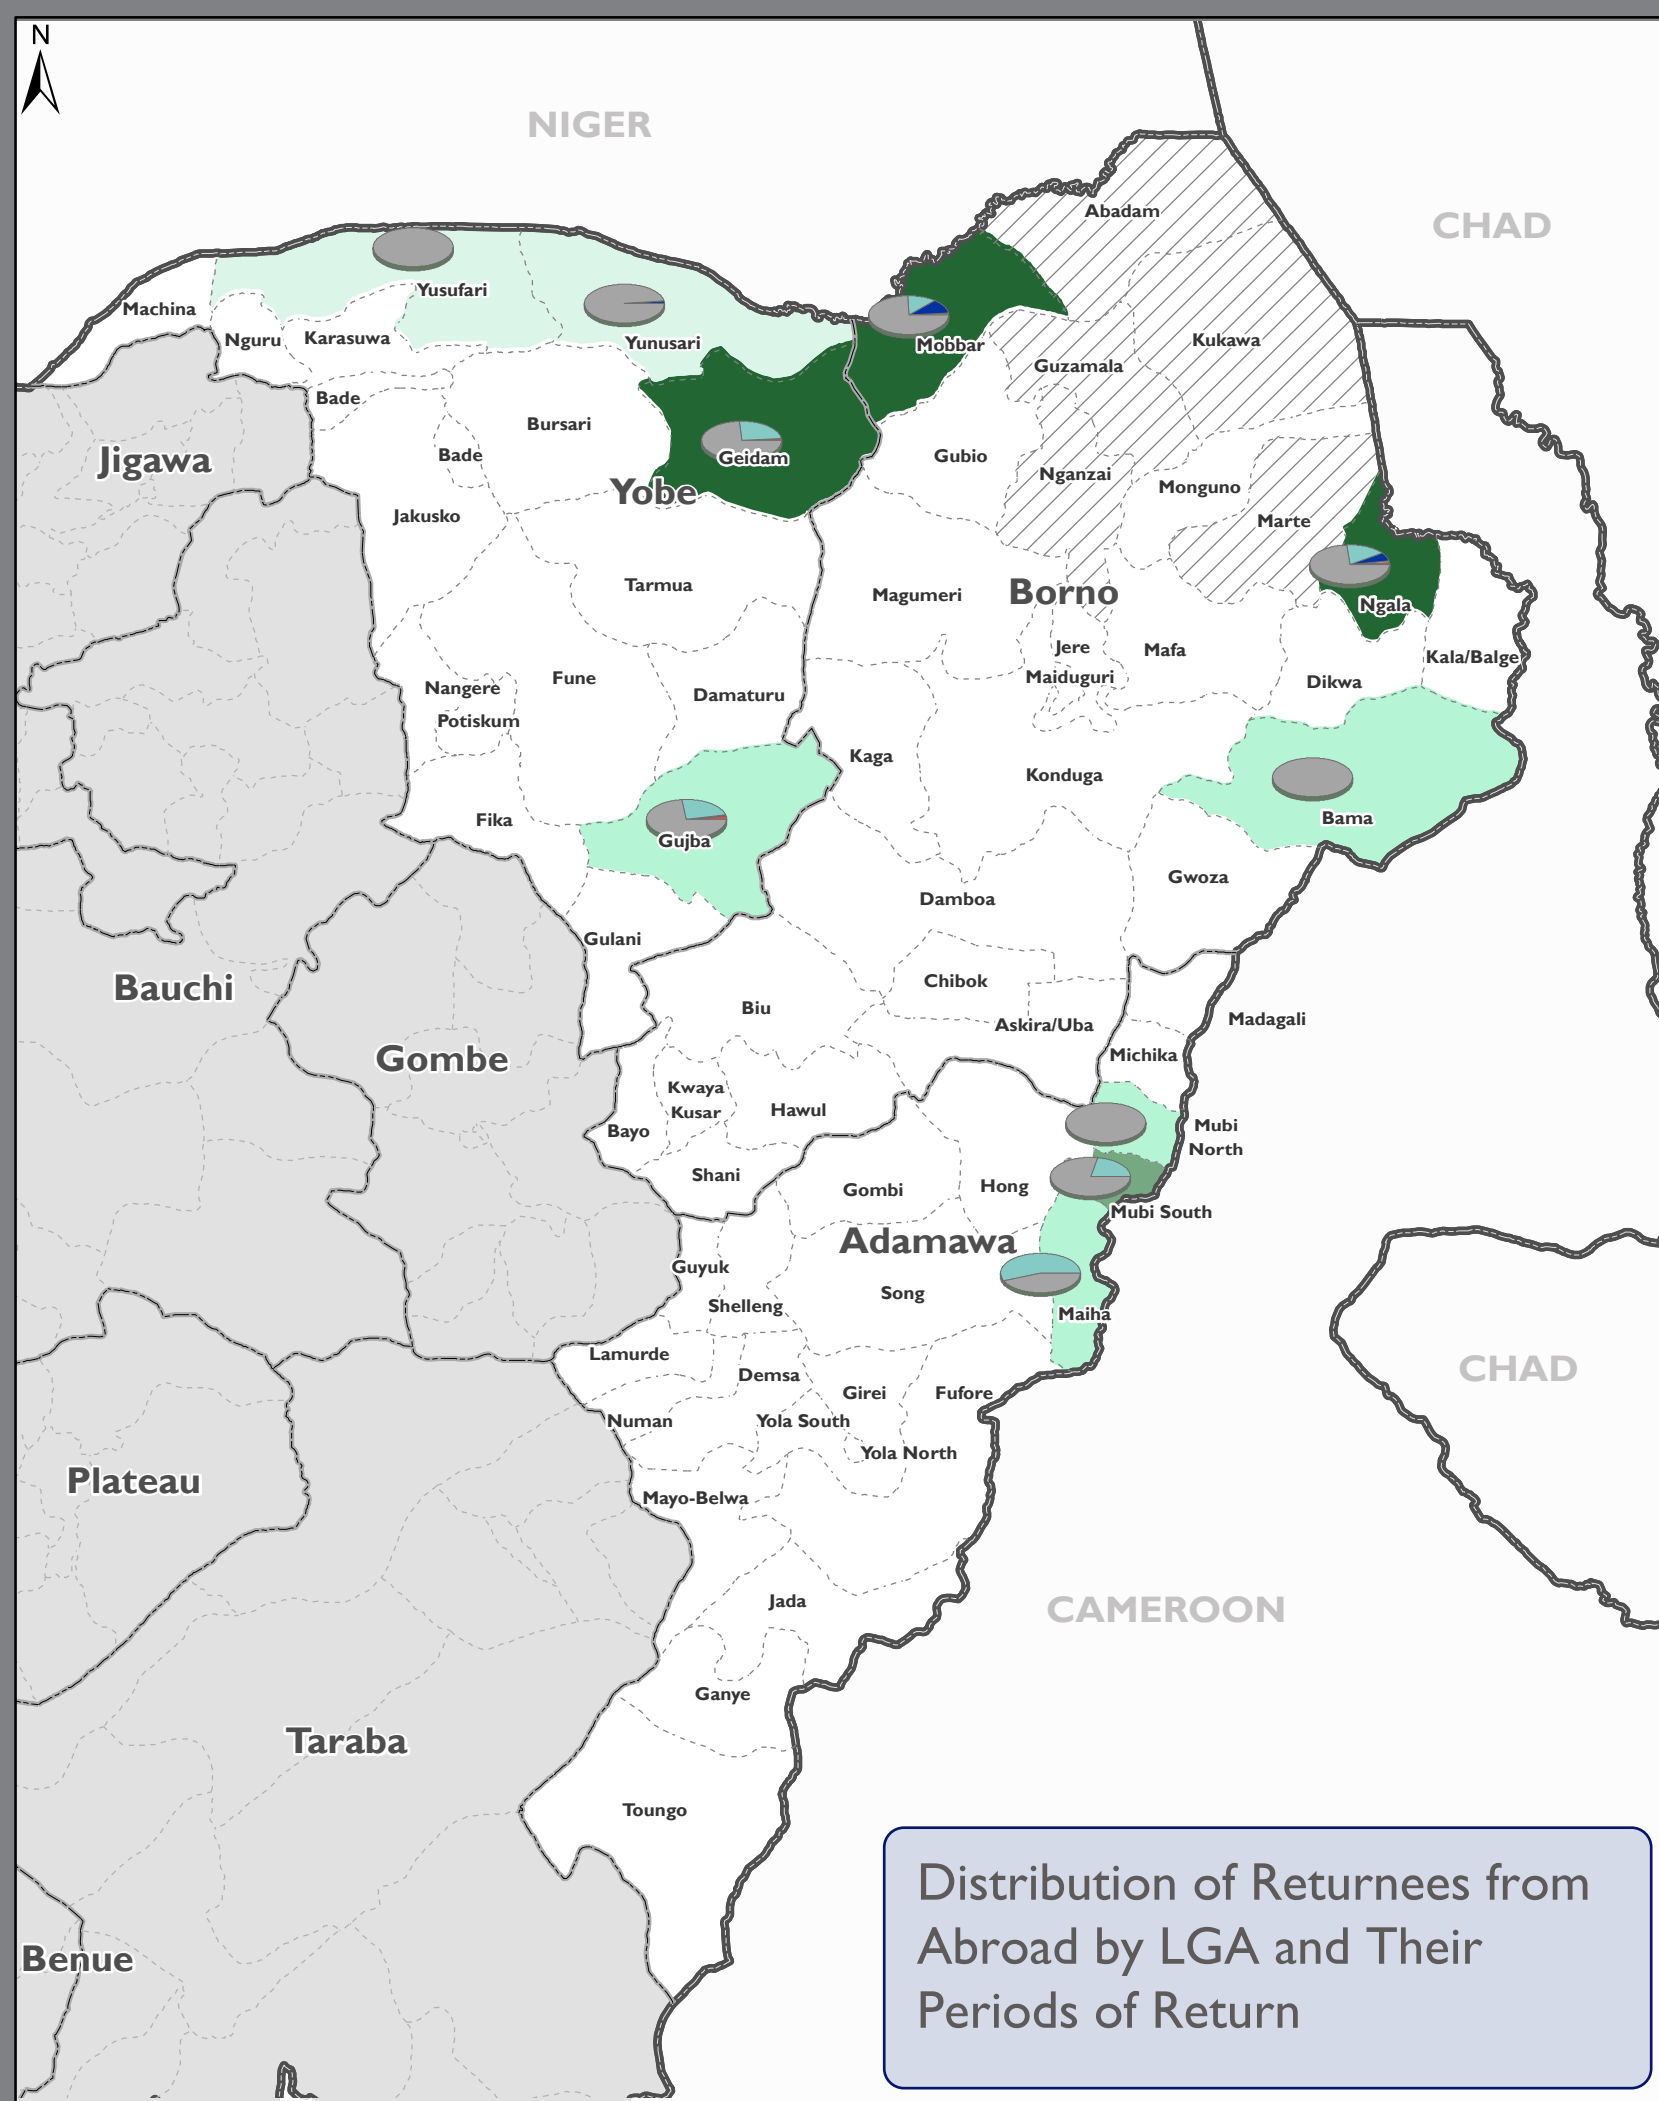 N
NIGER
CHAD
Abadam
Yusufari
Machina
Nguru
Karasuwa
Yunusari
Mobbar
Kukawa
Guzamala
Bade
Bursari
Jigawa
Bade
Geidam
Gubio
Yobe
Nganzai
Monguno
Jakusko
Marte
Tarmua
Magumeri
Borno
Ngala
Jere
Mafa
Kala/Balge
Maiduguri
Fune
Nangere
Damaturu
Dikwa
Potiskum
Kaga
Konduga
Fika
Bama
Gujba
Gwoza
Damboa
Gulani
Bauchi
Chibok
Biu
Askira/Uba
Madagali
Gombe
Michika
Kwaya
Kusar
Hawul
Bayo
Mubi
North
Shani
Gombi
Hong
Mubi South
Adamawa
Guyuk
Song
Shelleng
Maiha
Lamurde
CHAD
Demsa
Girei
Fufore
Numan
Yola South
Yola North
Plateau
Mayo-Belwa
Jada
CAMEROON
Ganye
Taraba
Toungo
Benue
Distribution of Returnees from
Abroad by LGA and Their
Periods of Return